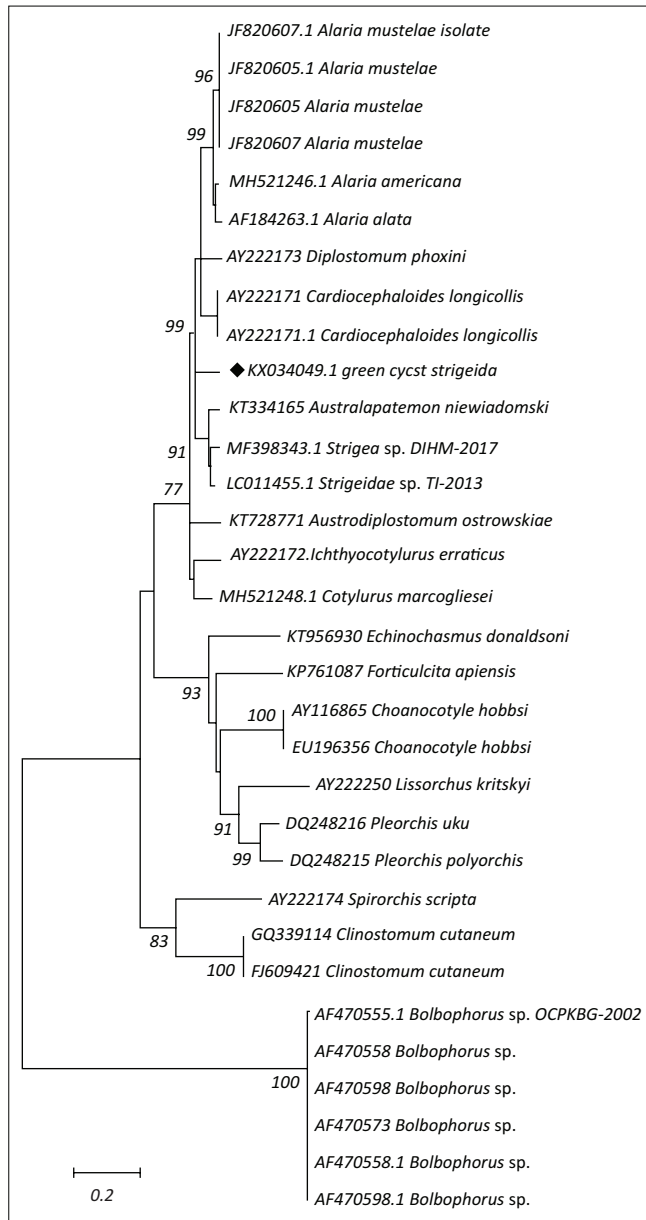 JF820607.1 Alaria mustelae isolate
JF820605.1 Alaria mustelae
96
JF820605 Alaria mustelae
99
JF820607 Alaria mustelae
MH521246.1 Alaria americana
AF184263.1 Alaria alata
AY222173 Diplostomum phoxini
AY222171 Cardiocephaloides longicollis
99
AY222171.1 Cardiocephaloides longicollis
KX034049.1 green cycst strigeida
KT334165 Australapatemon niewiadomski
91
MF398343.1 Strigea sp. DIHM-2017
77
LC011455.1 Strigeidae sp. TI-2013
KT728771 Austrodiplostomum ostrowskiae
AY222172.Ichthyocotylurus erraticus
MH521248.1 Cotylurus marcogliesei
KT956930 Echinochasmus donaldsoni
KP761087 Forticulcita apiensis
93
100
AY116865 Choanocotyle hobbsi
EU196356 Choanocotyle hobbsi
AY222250 Lissorchus kritskyi
91
DQ248216 Pleorchis uku
99
DQ248215 Pleorchis polyorchis
AY222174 Spirorchis scripta
83
GQ339114 Clinostomum cutaneum
100
FJ609421 Clinostomum cutaneum
AF470555.1 Bolbophorus sp. OCPKBG-2002
AF470558 Bolbophorus sp.
100
AF470598 Bolbophorus sp.
AF470573 Bolbophorus sp.
AF470558.1 Bolbophorus sp.
0.2
AF470598.1 Bolbophorus sp.